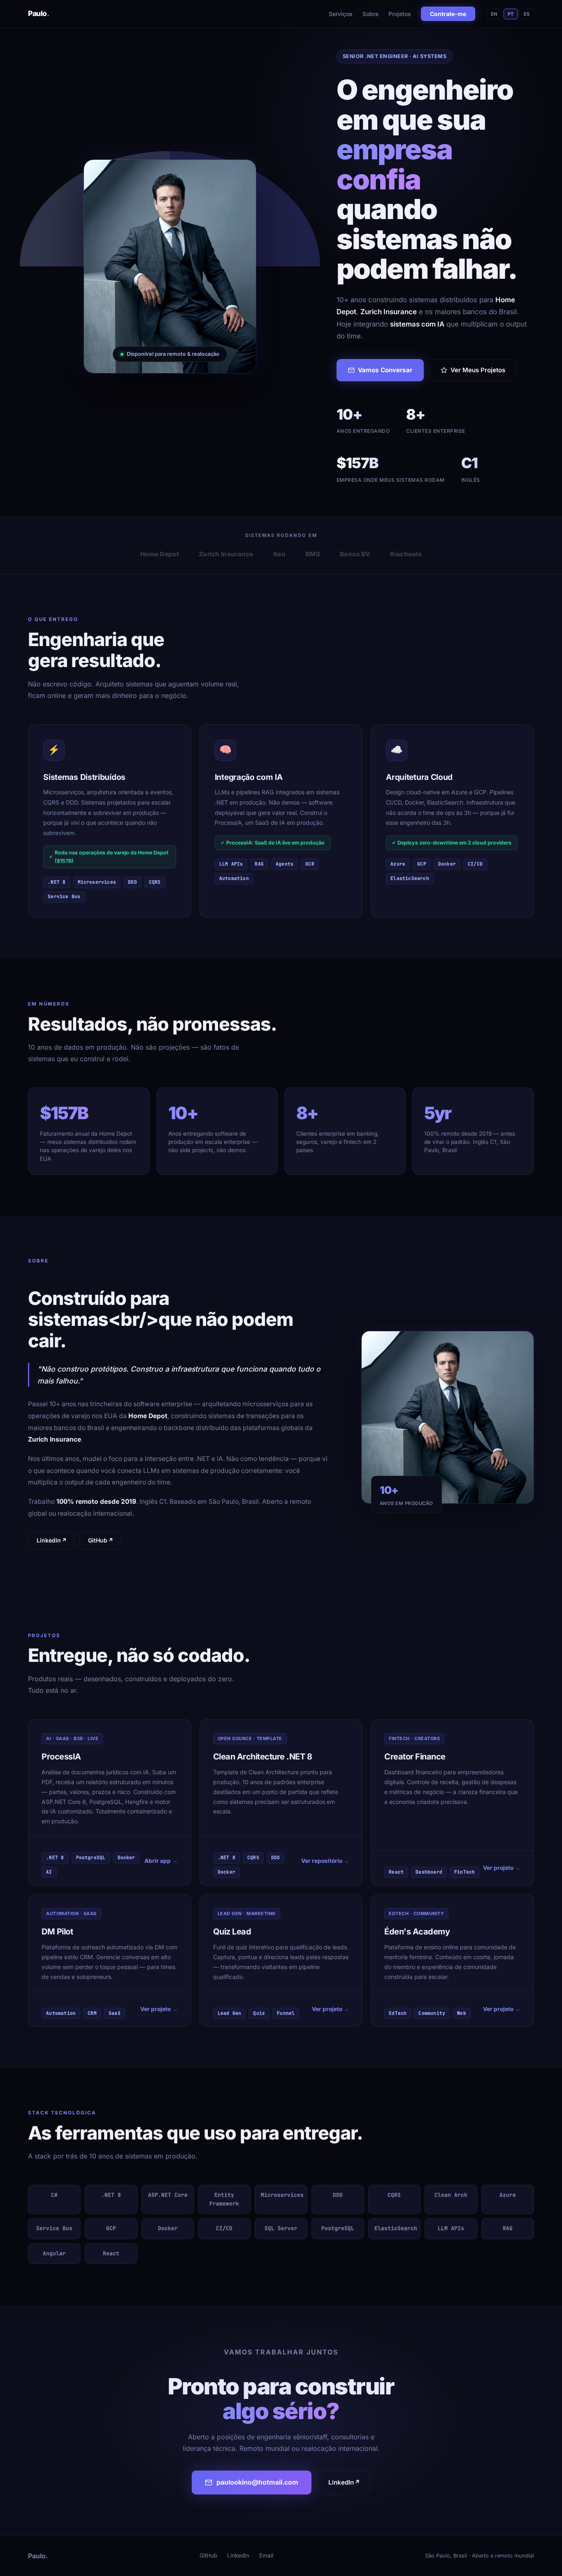 Paulo.
Serviços
Sobre
Projetos
Contrate-me
EN
PT
ES
SENIOR .NET ENGINEER · AI SYSTEMS
O engenheiro
em que sua
empresa
confia
quando
sistemas não
podem falhar.
10+ anos construindo sistemas distribuídos para Home
Depot, Zurich Insurance e os maiores bancos do Brasil.
Hoje integrando sistemas com IA que multiplicam o output
do time.
Disponível para remoto & realocação
Vamos Conversar
Ver Meus Projetos
10+
ANOS ENTREGANDO
8+
CLIENTES ENTERPRISE
$157B
EMPRESA ONDE MEUS SISTEMAS RODAM
C1
INGLÊS
SISTEMAS RODANDO EM
Home Depot
Zurich Insurance
Itaú
BMG
Banco BV
Riachuelo
O QUE ENTREGO
Engenharia que
gera resultado.
Não escrevo código. Arquiteto sistemas que aguentam volume real,
ficam online e geram mais dinheiro para o negócio.
⚡
Sistemas Distribuídos
Microsserviços, arquitetura orientada a eventos,
CQRS e DDD. Sistemas projetados para escalar
horizontalmente e sobreviver em produção —
porque já vivi o que acontece quando não
sobrevivem.
✓ Roda nas operações de varejo da Home Depot
($157B)
.NET 8
Microservices
DDD
CQRS
Service Bus
🧠
Integração com IA
LLMs e pipelines RAG integrados em sistemas
.NET em produção. Não demos — software
deployável que gera valor real. Construí o
ProcessIA, um SaaS de IA em produção.
✓ ProcessIA: SaaS de IA live em produção
LLM APIs
RAG
Agents
OCR
Automation
☁️
Arquitetura Cloud
Design cloud-native em Azure e GCP. Pipelines
CI/CD, Docker, ElasticSearch. Infraestrutura que
não acorda o time de ops às 3h — porque já fui
esse engenheiro das 3h.
✓ Deploys zero-downtime em 2 cloud providers
Azure
GCP
Docker
CI/CD
ElasticSearch
EM NÚMEROS
Resultados, não promessas.
10 anos de dados em produção. Não são projeções — são fatos de
sistemas que eu construí e rodei.
$157B
Faturamento anual da Home Depot
— meus sistemas distribuídos rodam
nas operações de varejo deles nos
EUA
10+
Anos entregando software de
produção em escala enterprise —
não side projects, não demos
8+
Clientes enterprise em banking,
seguros, varejo e fintech em 2
países
5yr
100% remoto desde 2019 — antes
de virar o padrão. Inglês C1, São
Paulo, Brasil
SOBRE
Construído para
sistemas<br/>que não podem
cair.
"Não construo protótipos. Construo a infraestrutura que funciona quando tudo o
mais falhou."
Passei 10+ anos nas trincheiras do software enterprise — arquitetando microsserviços para as
operações de varejo nos EUA da Home Depot, construindo sistemas de transações para os
maiores bancos do Brasil e engenheirando o backbone distribuído das plataformas globais da
Zurich Insurance.
Nos últimos anos, mudei o foco para a interseção entre .NET e IA. Não como tendência — porque vi
o que acontece quando você conecta LLMs em sistemas de produção corretamente: você
multiplica o output de cada engenheiro do time.
Trabalho 100% remoto desde 2019. Inglês C1. Baseado em São Paulo, Brasil. Aberto a remoto
global ou realocação internacional.
LinkedIn ↗
GitHub ↗
10+
ANOS EM PRODUÇÃO
PROJETOS
Entregue, não só codado.
Produtos reais — desenhados, construídos e deployados do zero.
Tudo está no ar.
AI · SAAS · B2B · LIVE
ProcessIA
Análise de documentos jurídicos com IA. Suba um
PDF, receba um relatório estruturado em minutos
— partes, valores, prazos e risco. Construído com
ASP.NET Core 8, PostgreSQL, Hangfire e motor
de IA customizado. Totalmente containerizado e
em produção.
.NET 8
PostgreSQL
Docker
AI
Abrir app →
OPEN SOURCE · TEMPLATE
Clean Architecture .NET 8
Template de Clean Architecture pronto para
produção. 10 anos de padrões enterprise
destilados em um ponto de partida que reflete
como sistemas precisam ser estruturados em
escala.
.NET 8
CQRS
DDD
Docker
Ver repositório →
FINTECH · CREATORS
Creator Finance
Dashboard financeiro para empreendedores
digitais. Controle de receita, gestão de despesas
e métricas de negócio — a clareza financeira que
a economia criadora precisava.
React
Dashboard
FinTech
Ver projeto →
AUTOMATION · SAAS
DM Pilot
Plataforma de outreach automatizado via DM com
pipeline estilo CRM. Gerencie conversas em alto
volume sem perder o toque pessoal — para times
de vendas e solopreneurs.
Automation
CRM
SaaS
Ver projeto →
LEAD GEN · MARKETING
Quiz Lead
Funil de quiz interativo para qualificação de leads.
Captura, pontua e direciona leads pelas respostas
— transformando visitantes em pipeline
qualificado.
Lead Gen
Quiz
Funnel
Ver projeto →
EDTECH · COMMUNITY
Éden's Academy
Plataforma de ensino online para comunidade de
mentoria feminina. Conteúdo em coorte, jornada
do membro e experiência de comunidade
construída para escalar.
EdTech
Community
Web
Ver projeto →
STACK TECNOLÓGICA
As ferramentas que uso para entregar.
A stack por trás de 10 anos de sistemas em produção.
C#
.NET 8
ASP.NET Core
Entity
Framework
Microservices
DDD
CQRS
Clean Arch
Azure
Service Bus
GCP
Docker
CI/CD
SQL Server
PostgreSQL
ElasticSearch
LLM APIs
RAG
Angular
React
VAMOS TRABALHAR JUNTOS
Pronto para construir
algo sério?
Aberto a posições de engenharia sênior/staff, consultorias e
liderança técnica. Remoto mundial ou realocação internacional.
paulookino@hotmail.com
LinkedIn ↗
Paulo.
GitHub
LinkedIn
Email
São Paulo, Brasil · Aberto a remoto mundial